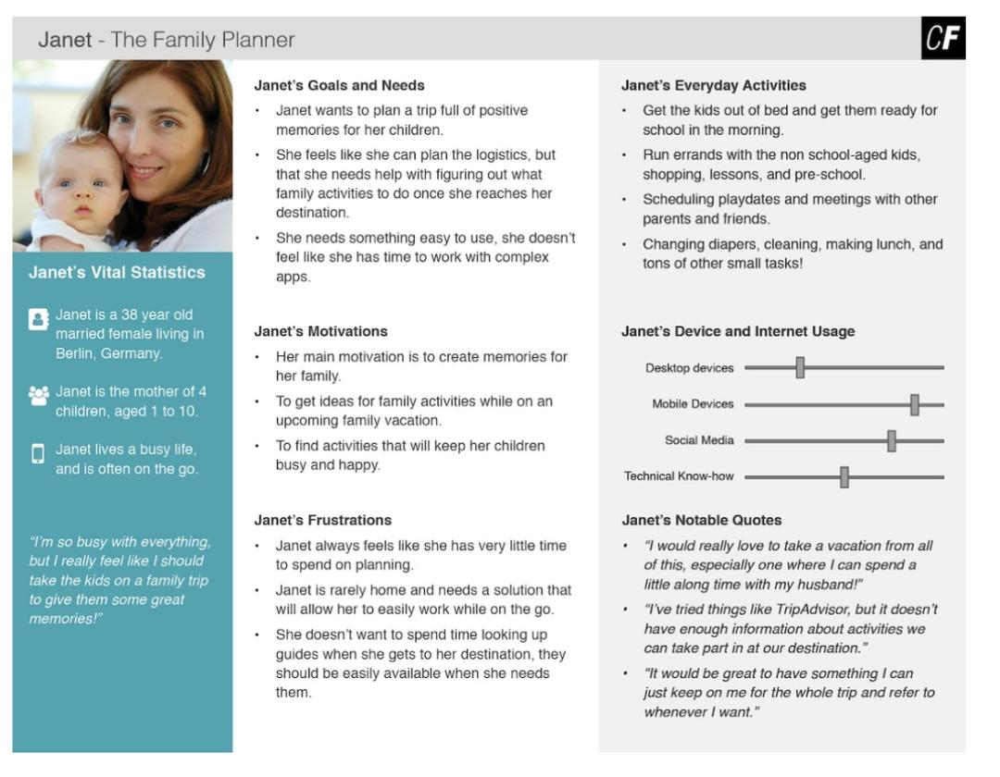 Janet - The Family Planner
CF
Janet's Vital Statistics
Janet is a 38 year old
married female living in
Berlin, Germany.
Janet is the mother of 4
children, aged 1 to 10.
Janet lives a busy life,
and is often on the go.
“I'm so busy with everything,
but I really feel like I should
take the kids on a family trip
to give them some great
memories!”
Janet's Goals and Needs
• Janet wants to plan a trip full of positive
memories for her children.
• She feels like she can plan the logistics, but
that she needs help with figuring out what
family activities to do once she reaches her
destination.
• She needs something easy to use, she doesn't
feel like she has time to work with complex
apps.
Janet's Motivations
• Her main motivation is to create memories for
her family.
• To get ideas for family activities while on an
upcoming family vacation.
• To find activities that will keep her children
busy and happy.
Janet's Frustrations
• Janet always feels like she has very little time
to spend on planning.
• Janet is rarely home and needs a solution that
will allow her to easily work while on the go.
• She doesn't want to spend time looking up
guides when she gets to her destination, they
should be easily available when she needs
them.
Janet's Everyday Activities
• Get the kids out of bed and get them ready for
school in the morning.
• Run errands with the non school-aged kids,
shopping, lessons, and pre-school.
• Scheduling playdates and meetings with other
parents and friends.
• Changing diapers, cleaning, making lunch, and
tons of other small tasks!
Janet's Device and Internet Usage
Desktop devices
Mobile Devices
Social Media
Technical Know-how
Janet's Notable Quotes
• “I would really love to take a vacation from all
of this, especially one where I can spend a
little along time with my husband!”
• “I've tried things like TripAdvisor, but it doesn't
have enough information about activities we
can take part in at our destination.”
• “It would be great to have something I can
just keep on me for the whole trip and refer to
whenever I want.”